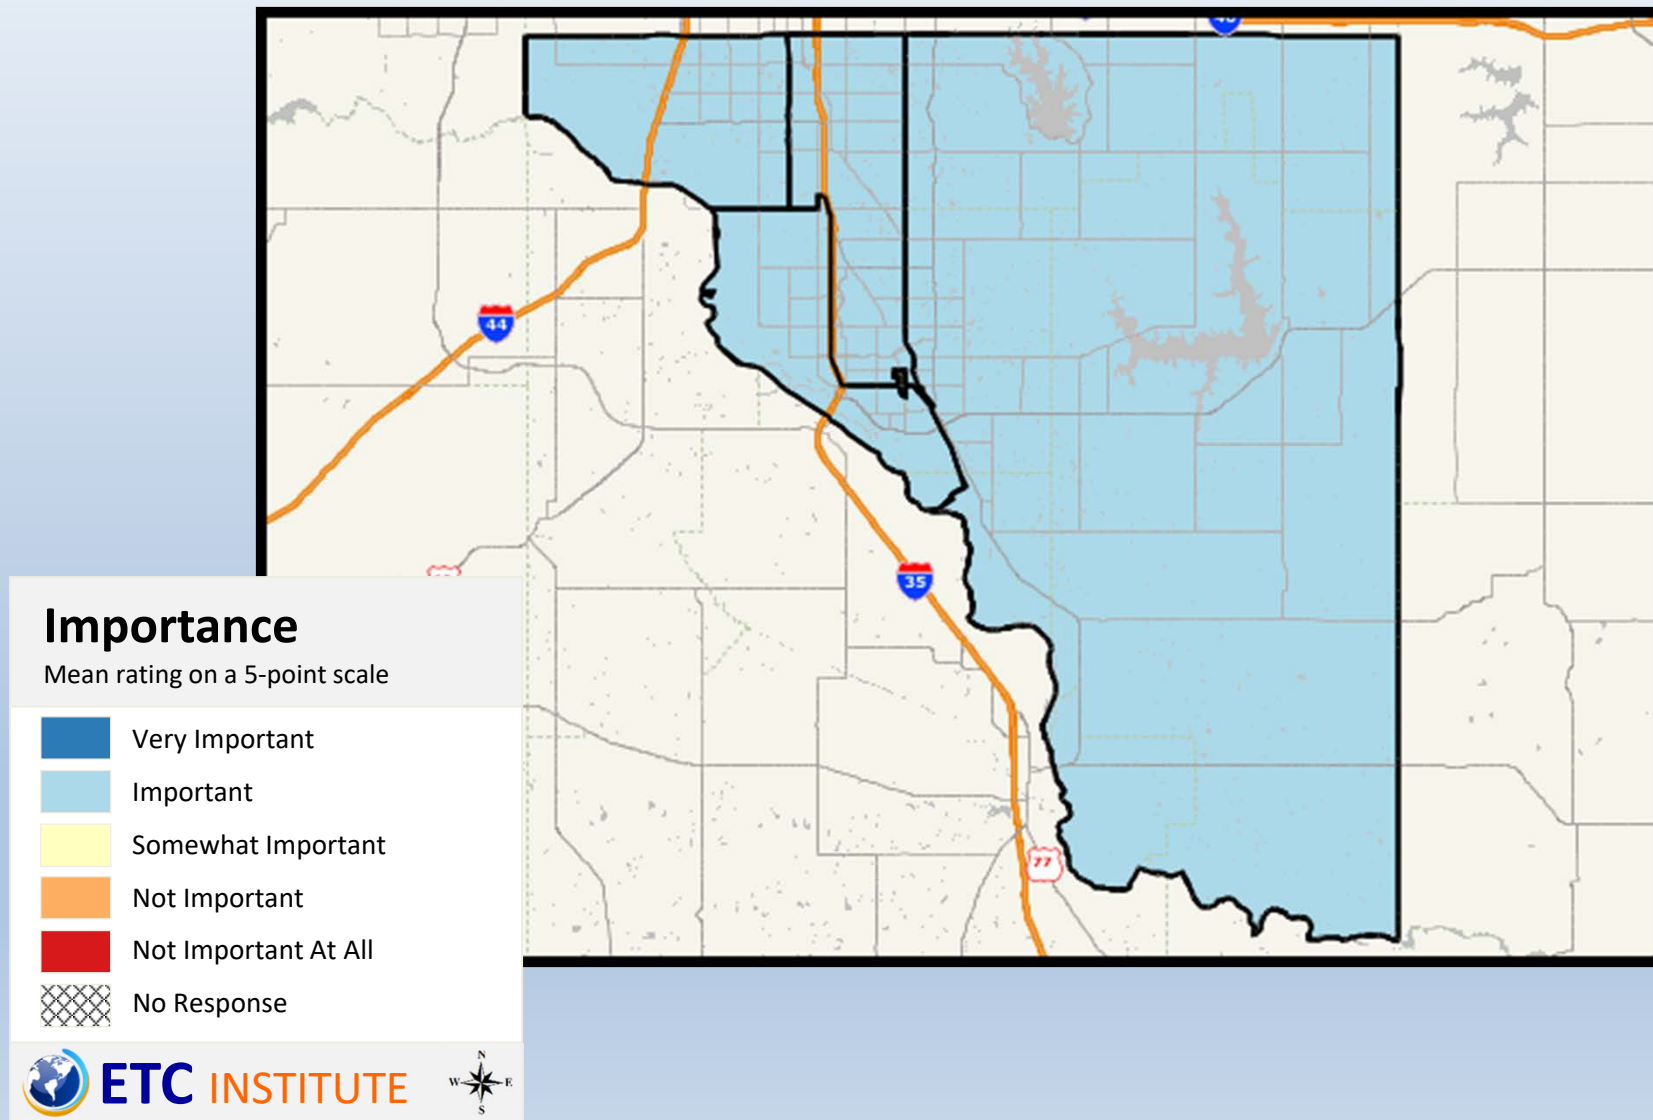 44
35
77
Importance
Mean rating on a 5-point scale
Very Important
Important
Somewhat Important
Not Important
Not Important At All
No Response
ETC INSTITUTE
N
W E
S